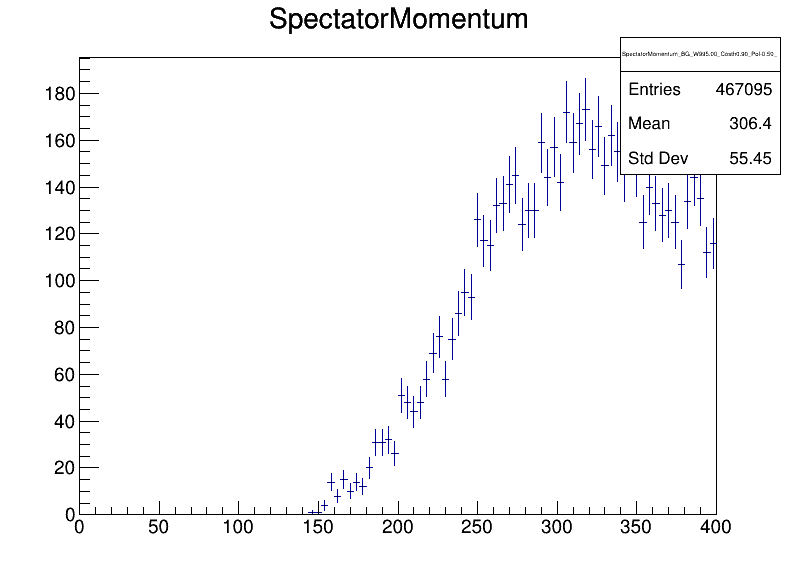 SpectatorMomentum
SpectatorMomentum_BG_W995.00_Costh0.90_Pol-0.50_
Entries 467095
Mean 306.4
Std Dev 55.45
180
160
140
120
100
80
60
40
20
0
0 50 100 150 200 250 300 350 400